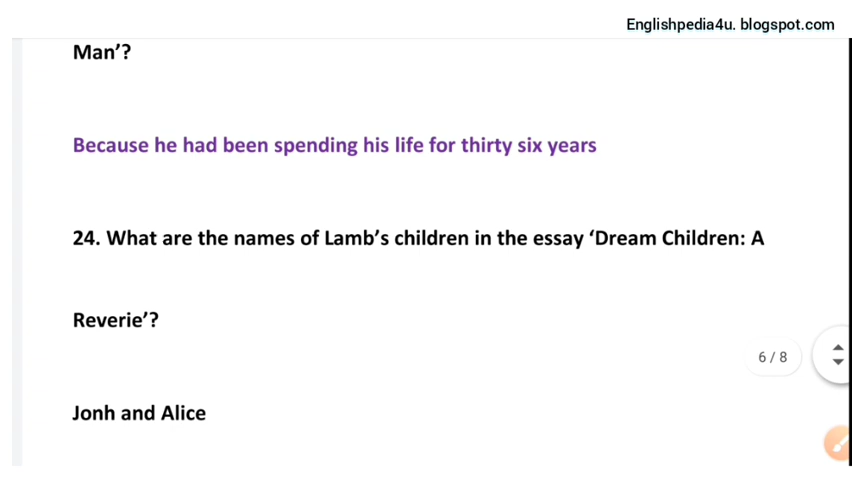 Englishpedia4u. blogspot.com
Man’?
Because he had been spending his life for thirty six years
24. What are the names of Lamb’s children in the essay ‘Dream Children: A
Reverie’?
6 / 8
Jonh and Alice